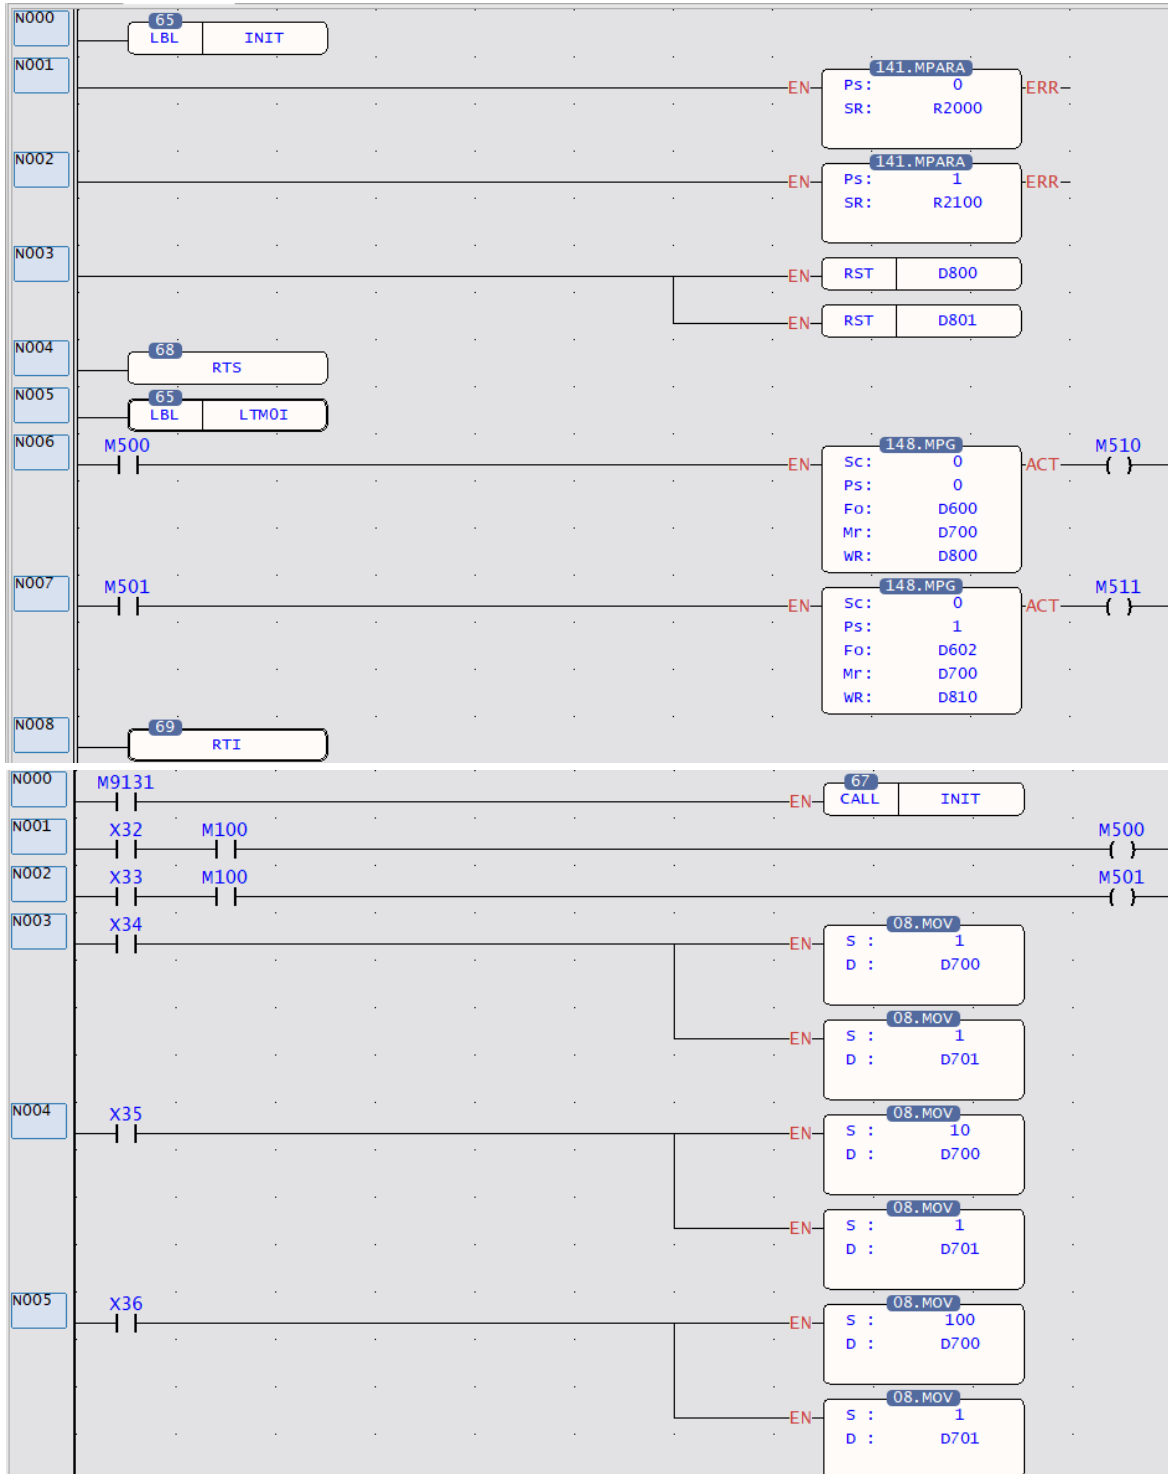 N000
65
LBL INIT
N001
141.MPARA
EN Ps: 0 ERR
SR: R2000
N002
141.MPARA
EN Ps: 1 ERR
SR: R2100
N003
EN RST D800
EN RST D801
N004
68
RTS
N005
65
LBL LTM0I
N006
M500 148.MPG M510
EN Sc: 0 ACT
Ps: 0
Fo: D600
Mr: D700
WR: D800
N007
M501 148.MPG M511
EN Sc: 0 ACT
Ps: 1
Fo: D602
Mr: D700
WR: D810
N008
69
RTI
N000
M9131 67
EN CALL INIT
N001
X32 M100 M500
N002
X33 M100 M501
N003
X34 08.MOV
EN S : 1
D : D700
08.MOV
EN S : 1
D : D701
N004
X35 08.MOV
EN S : 10
D : D700
08.MOV
EN S : 1
D : D701
N005
X36 08.MOV
EN S : 100
D : D700
08.MOV
EN S : 1
D : D701